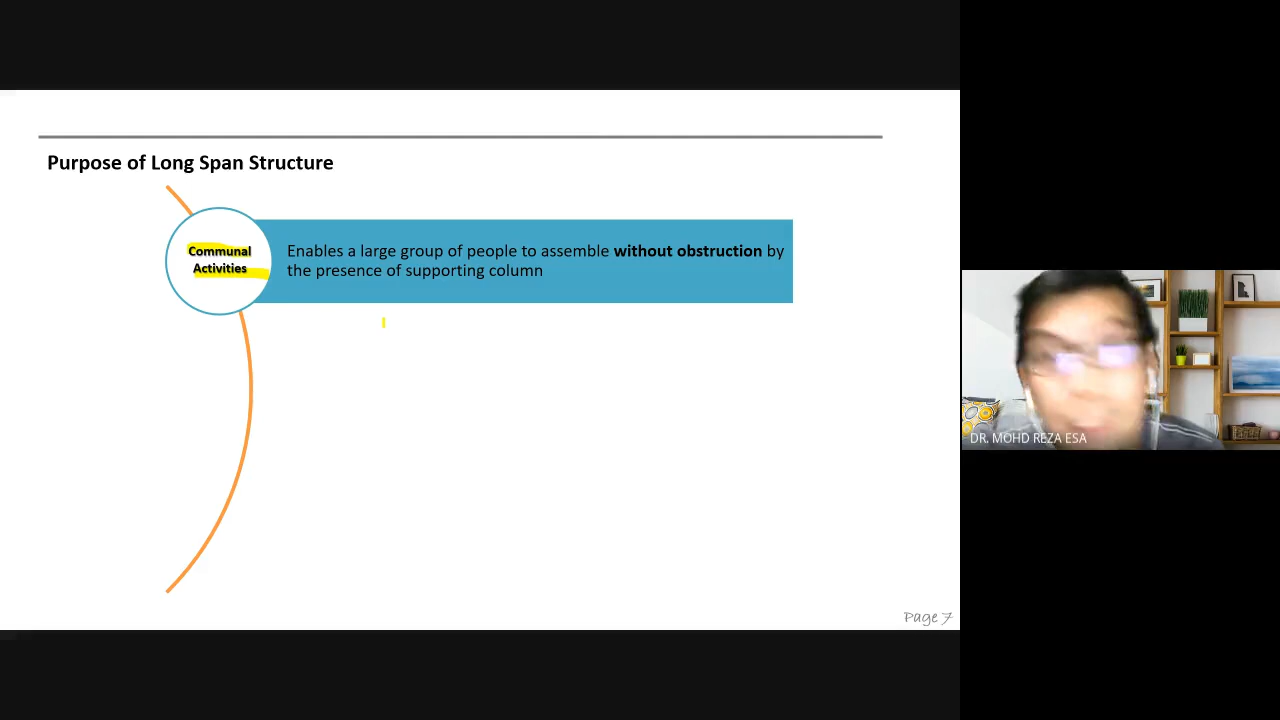 Purpose of Long Span Structure
Communal
Activities
Enables a large group of people to assemble without obstruction by
the presence of supporting column
DR. MOHD REZA ESA
Page 7